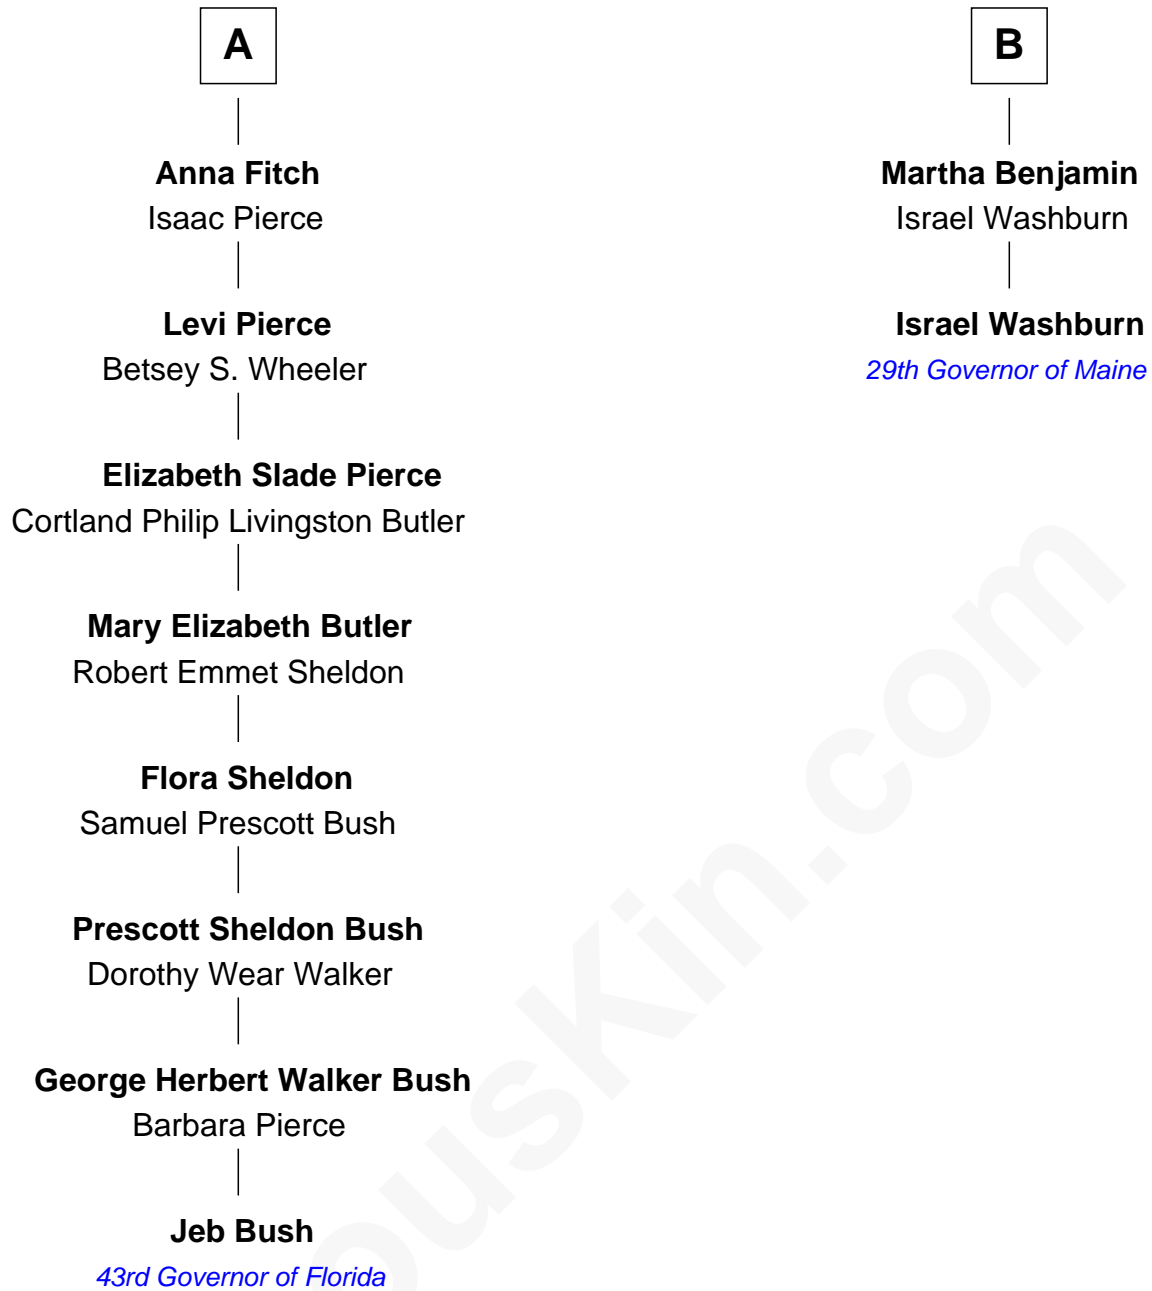 A
B
Anna Fitch
Isaac Pierce
Martha Benjamin
Israel Washburn
Levi Pierce
Betsey S. Wheeler
Israel Washburn
29th Governor of Maine
Elizabeth Slade Pierce
Cortland Philip Livingston Butler
Mary Elizabeth Butler
Robert Emmet Sheldon
Flora Sheldon
Samuel Prescott Bush
Prescott Sheldon Bush
Dorothy Wear Walker
George Herbert Walker Bush
Barbara Pierce
Jeb Bush
43rd Governor of Florida
ousKin.com